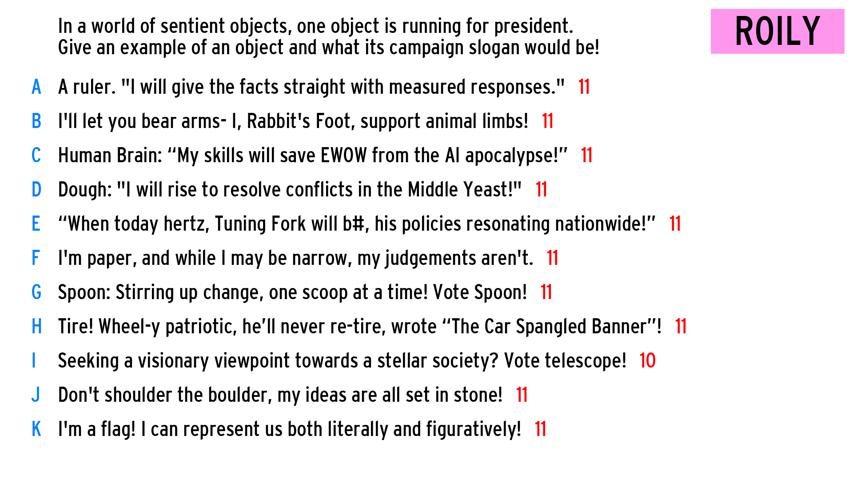 In a world of sentient objects, one object is running for president.
Give an example of an object and what its campaign slogan would be!
ROILY
A A ruler. "I will give the facts straight with measured responses." 11
B I'll let you bear arms- I, Rabbit's Foot, support animal limbs! 11
C Human Brain: “My skills will save EWOW from the AI apocalypse!” 11
D Dough: "I will rise to resolve conflicts in the Middle Yeast!" 11
E “When today hertz, Tuning Fork will b#, his policies resonating nationwide!” 11
F I'm paper, and while I may be narrow, my judgements aren't. 11
G Spoon: Stirring up change, one scoop at a time! Vote Spoon! 11
H Tire! Wheel-y patriotic, he’ll never re-tire, wrote “The Car Spangled Banner”! 11
I Seeking a visionary viewpoint towards a stellar society? Vote telescope! 10
J Don't shoulder the boulder, my ideas are all set in stone! 11
K I'm a flag! I can represent us both literally and figuratively! 11